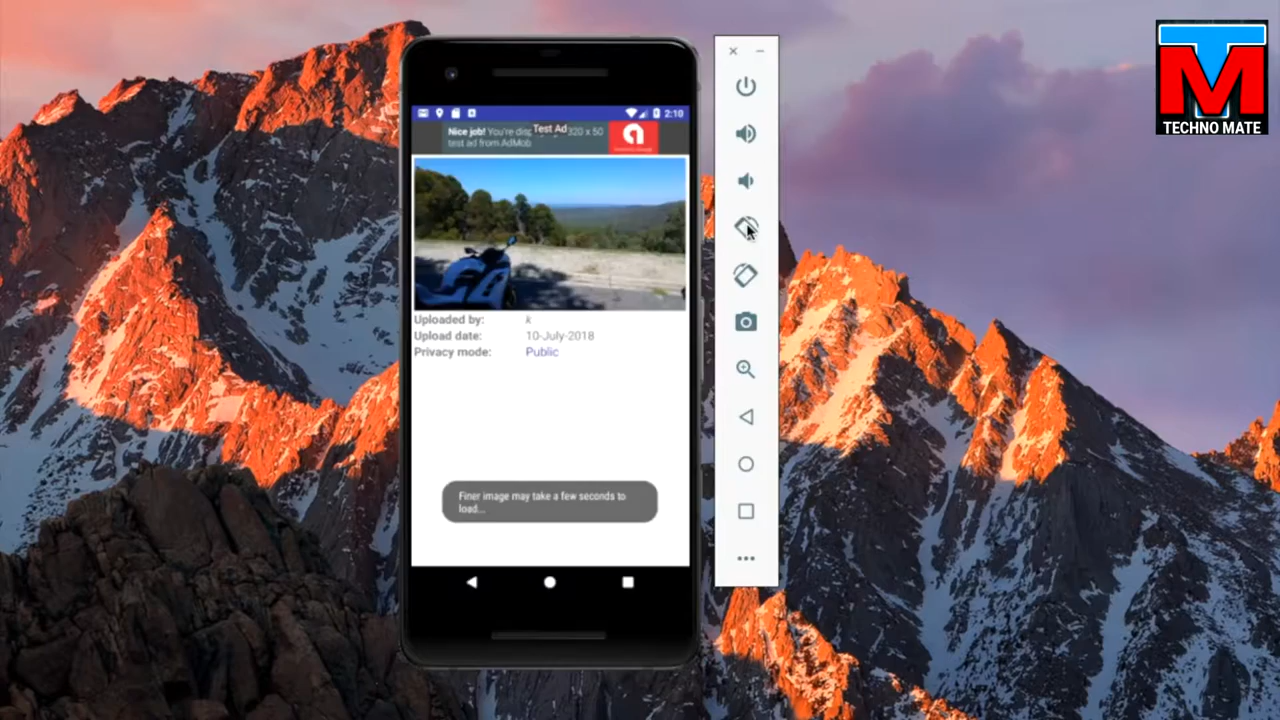 TM
TECHNO MATE
2:10
Nice job! You're disp 320 x 50
Test Ad
test ad from AdMob
Uploaded by: k
Upload date: 10-July-2018
Privacy mode: Public
Finer image may take a few seconds to
load...